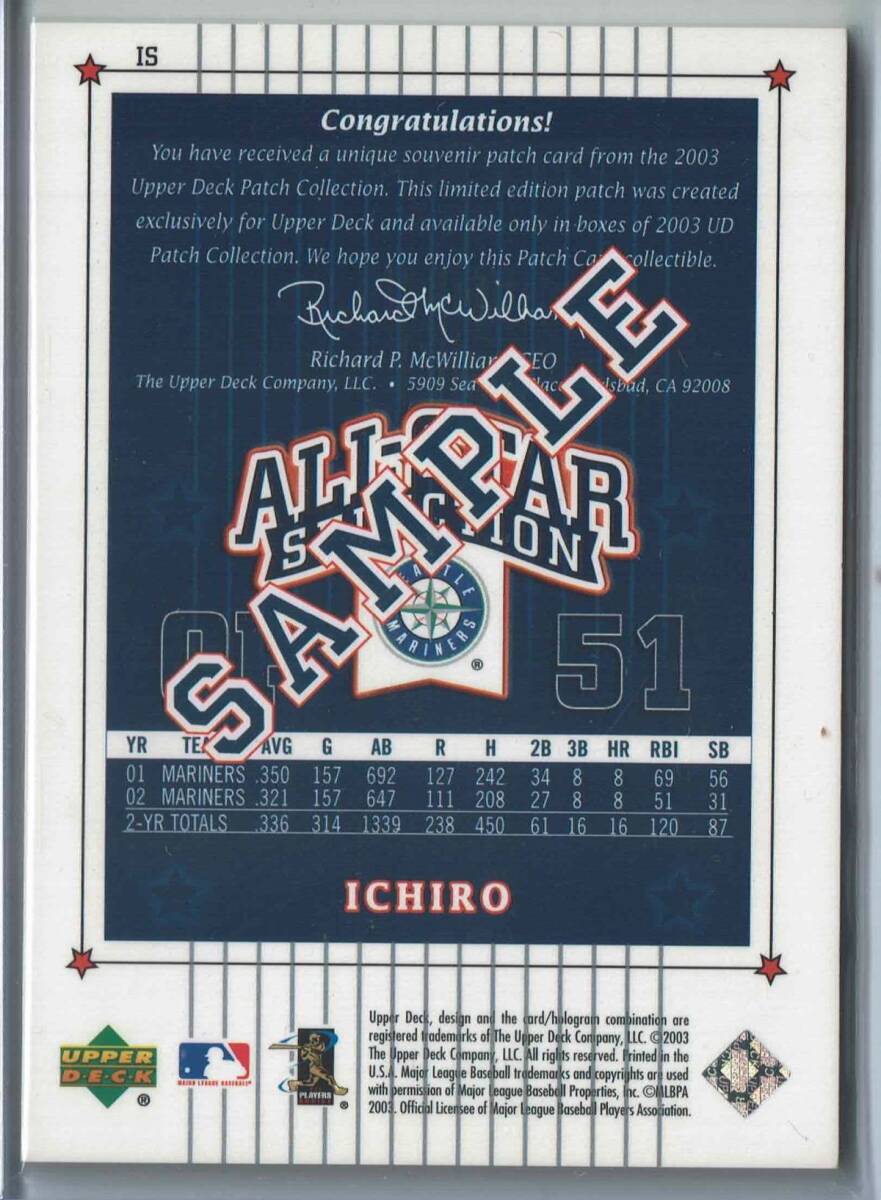 IS
Congratulations!
You have received a unique souvenir patch card from the 2003
Upper Deck Patch Collection. This limited edition patch was created
exclusively for Upper Deck and available only in boxes of 2003 UD
Patch Collection. We hope you enjoy this Patch Ca collectible.
Richard McWillia
Richard P. McWilliam CEO
The Upper Deck Company, LLC. • 5909 Sea lac lsbad, CA 92008
SAMPLE
ALL-STAR
SELECTION
SEATTLE
MARINERS
®
51
YR TEA AVG G AB R H 2B 3B HR RBI SB
01 MARINERS .350 157 692 127 242 34 8 8 69 56
02 MARINERS .321 157 647 111 208 27 8 8 51 31
2-YR TOTALS .336 314 1339 238 450 61 16 16 120 87
ICHIRO
UPPER
D•E•C•K
®
MAJOR LEAGUE BASEBALL
PLAYERS
®
Upper Deck, design and the card/hologram combination are
registered trademarks of The Upper Deck Company, LLC. ©2003
The Upper Deck Company, LLC. All rights reserved. Printed in the
U.S.A. Major League Baseball trademarks and copyrights are used
with permission of Major League Baseball Properties, Inc. ©MLBPA
2003. Official Licensee of Major League Baseball Players Association.